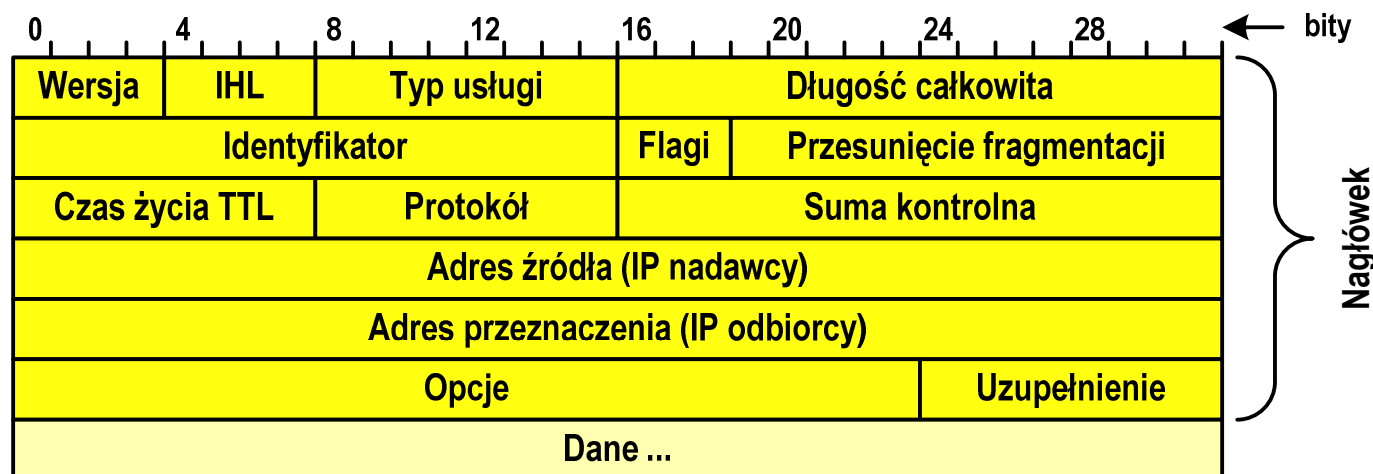 0 4 8 12 16 20 24 28 bity
Wersja IHL Typ usługi Długość całkowita
Identyfikator Flagi Przesunięcie fragmentacji
Czas życia TTL Protokół Suma kontrolna
Adres źródła (IP nadawcy)
Adres przeznaczenia (IP odbiorcy)
Opcje Uzupełnienie
Dane ...
Nagłówek